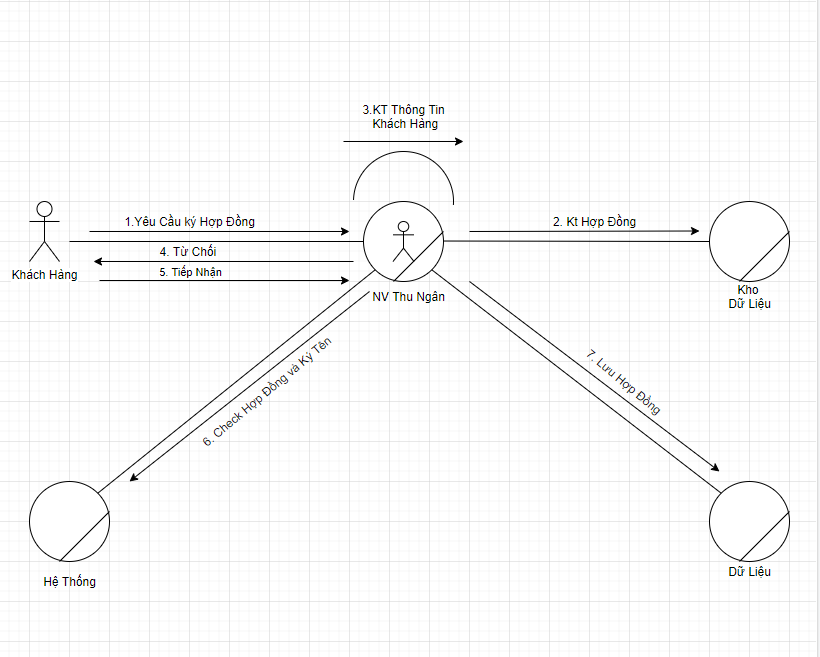 3.KT Thông Tin
Khách Hảng
1.Yêu Cầu ký Hợp Đồng
2. Kt Hợp Đồng
4. Từ Chối
5. Tiếp Nhận
Khách Hảng
NV Thu Ngân
Kho
Dữ Liệu
6. Check Hợp Đồng và Ký Tên
7. Lưu Hợp Đồng
Hệ Thống
Dữ Liệu